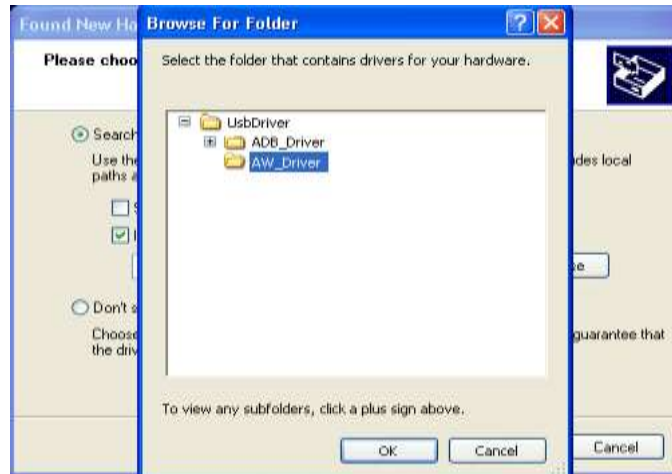 Found New Ha
Browse For Folder
Please choo
Select the folder that contains drivers for your hardware.
UsbDriver
ADB_Driver
AW_Driver
Search
Use the
paths a
ides local
S
I
e
Don't s
Choose
the driv
guarantee that
To view any subfolders, click a plus sign above.
OK
Cancel
Cancel